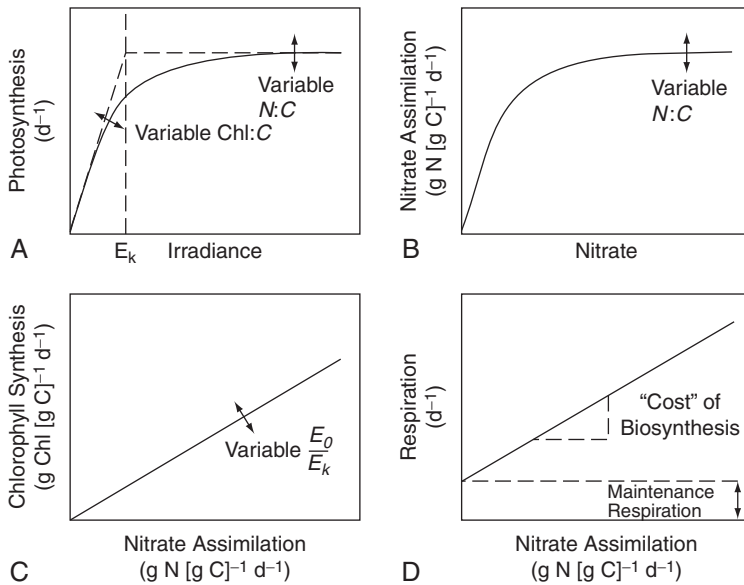 Photosynthesis
(d⁻¹)
Variable
N:C
Variable Chl:C
A
E_k
Irradiance
Nitrate Assimilation
(g N [g C]⁻¹ d⁻¹)
Variable
N:C
B
Nitrate
Chlorophyll Synthesis
(g Chl [g C]⁻¹ d⁻¹)
Variable E_0/E_k
C
Nitrate Assimilation
(g N [g C]⁻¹ d⁻¹)
Respiration
(d⁻¹)
“Cost” of
Biosynthesis
Maintenance
Respiration
D
Nitrate Assimilation
(g N [g C]⁻¹ d⁻¹)